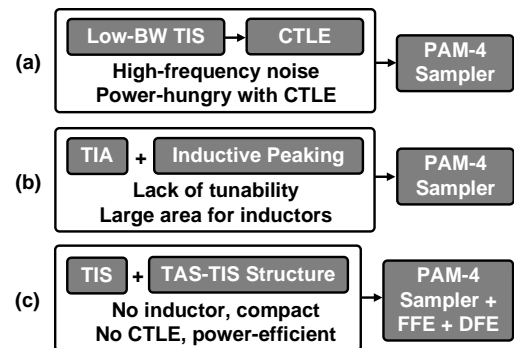 (a)
Low-BW TIS
CTLE
High-frequency noise
Power-hungry with CTLE
PAM-4
Sampler
(b)
TIA + Inductive Peaking
Lack of tunability
Large area for inductors
PAM-4
Sampler
(c)
TIS + TAS-TIS Structure
No inductor, compact
No CTLE, power-efficient
PAM-4
Sampler +
FFE + DFE